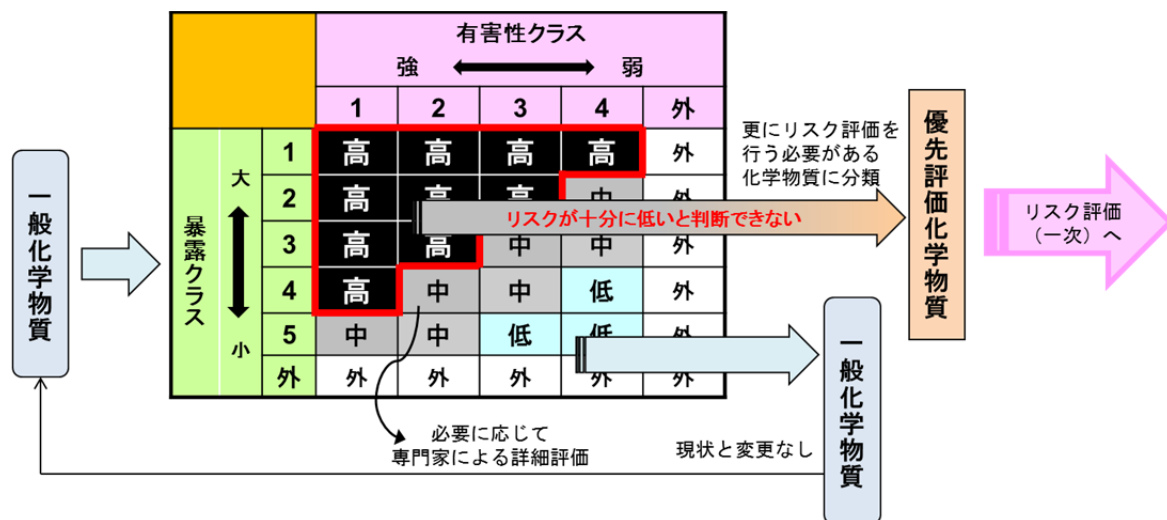 有害性クラス
強 弱
1 2 3 4 外
暴露クラス
大
小
1 高 高 高 高 外
2 高 高 高 中 外
3 高 高 中 中 外
4 高 中 中 低 外
5 中 中 低 低 外
外 外 外 外 外 外
一般化学物質
リスクが十分に低いと判断できない
更にリスク評価を
行う必要がある
化学物質に分類
優先評価化学物質
リスク評価
（一次）へ
一般化学物質
必要に応じて
専門家による詳細評価
現状と変更なし